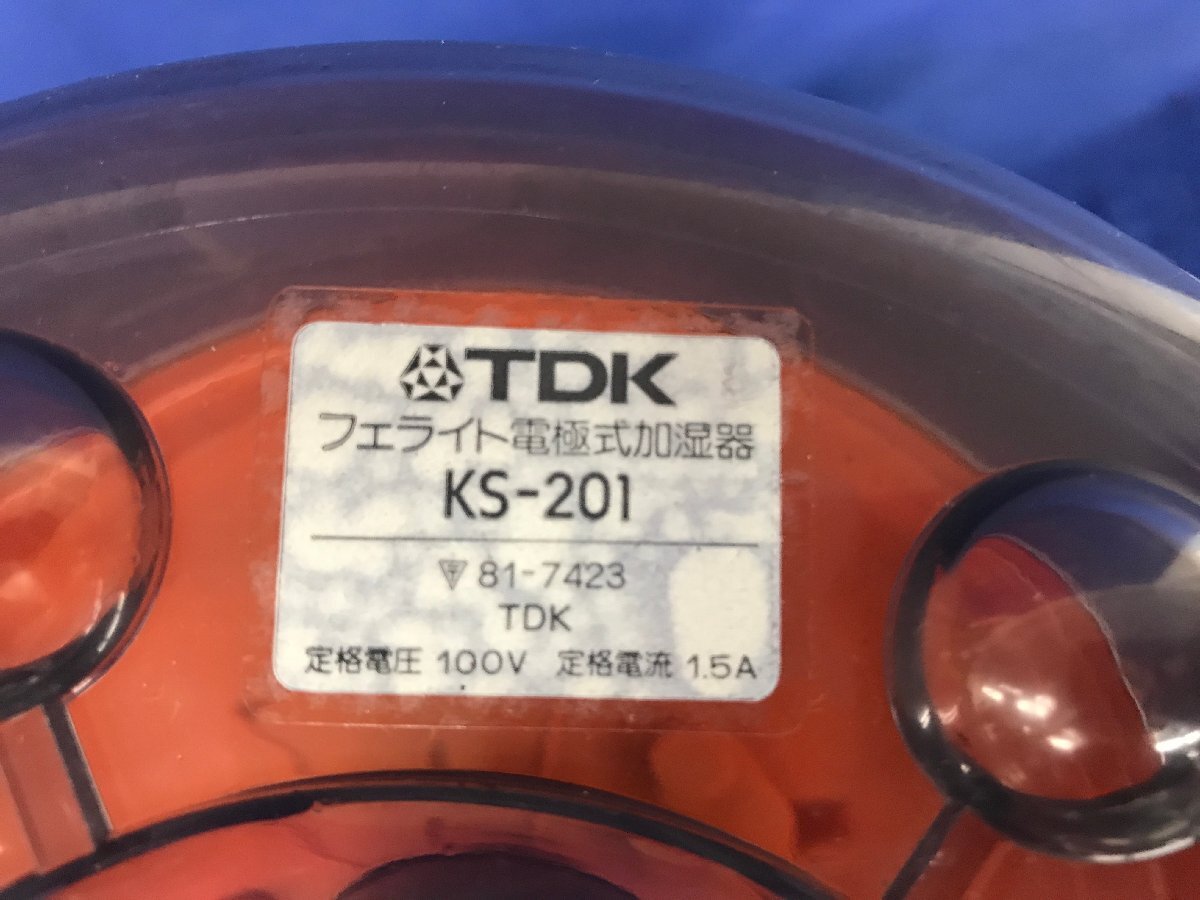 TDK
フェライト電極式加湿器
KS-201
81-7423
TDK
定格電圧 100V 定格電流 1.5A